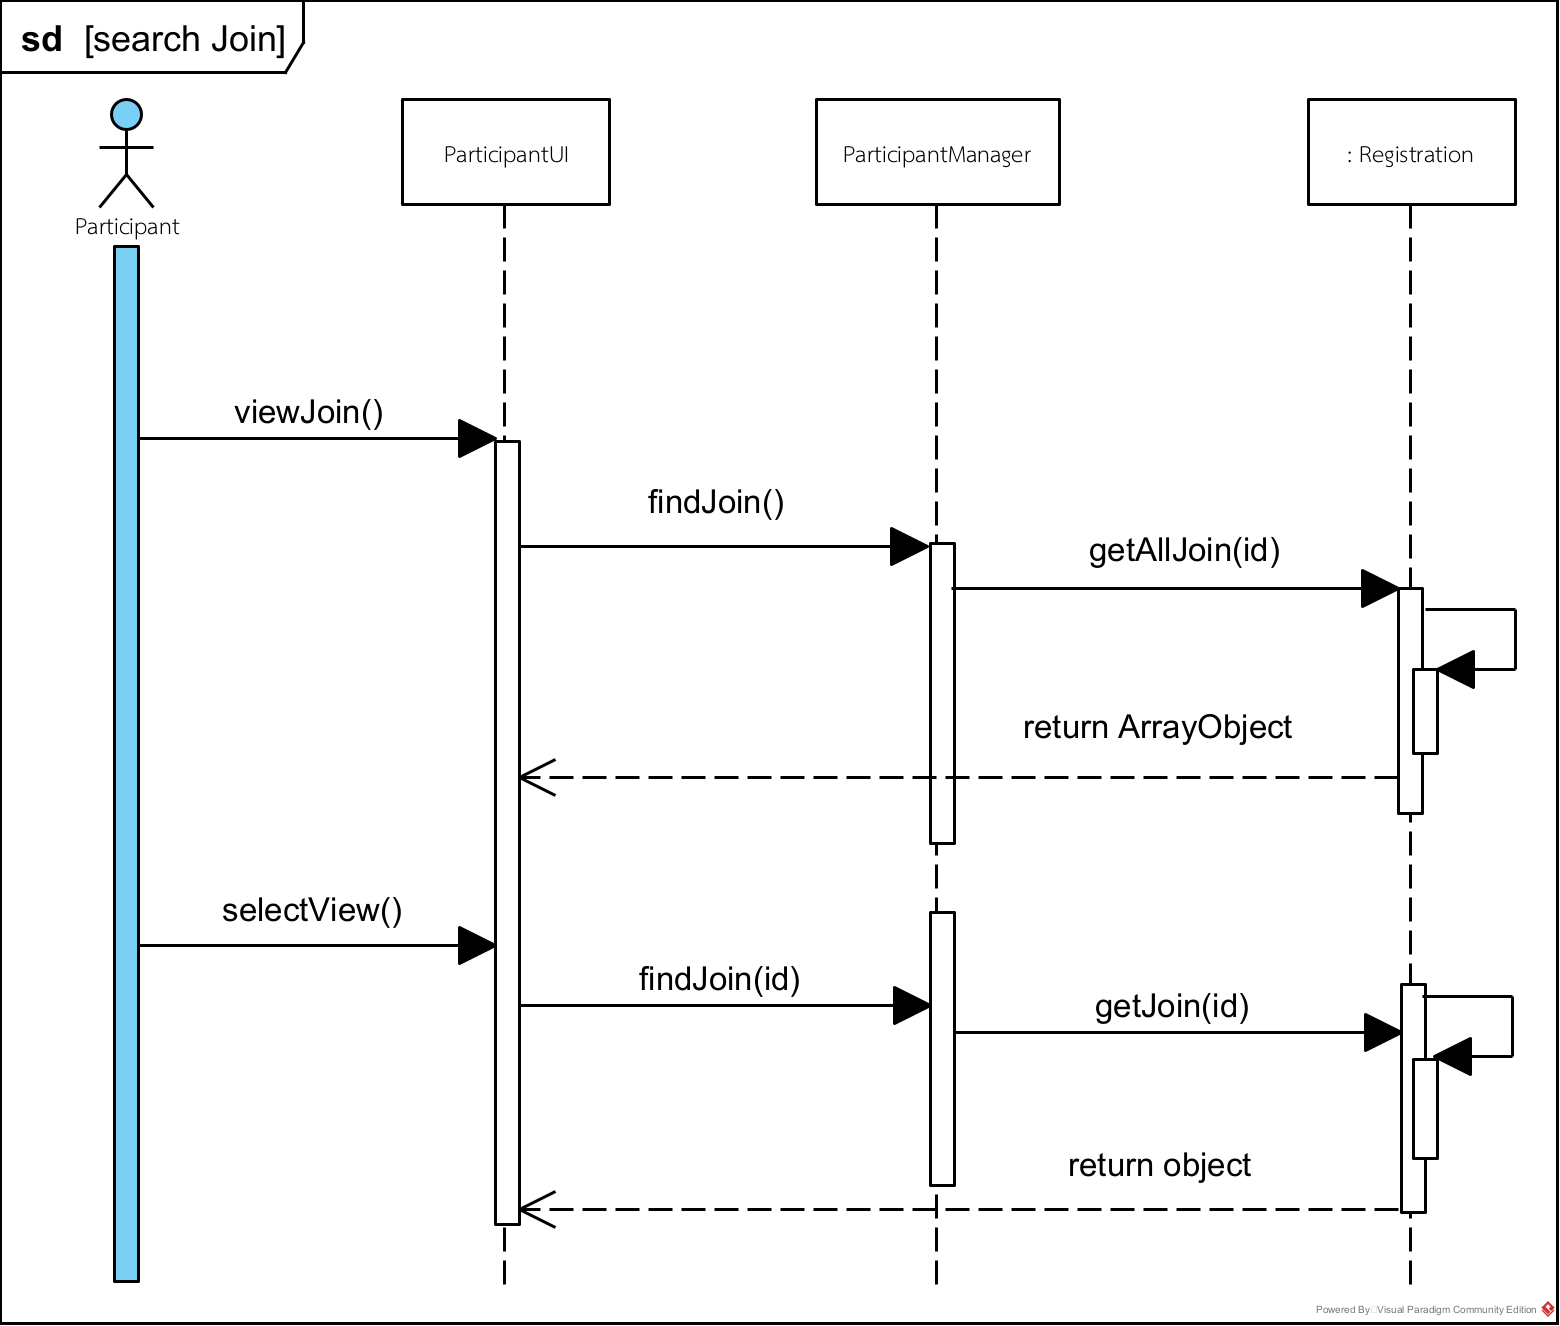 sd [search Join]
Participant
ParticipantUI
ParticipantManager
: Registration
viewJoin()
findJoin()
getAllJoin(id)
return ArrayObject
selectView()
findJoin(id)
getJoin(id)
return object
Powered By Visual Paradigm Community Edition